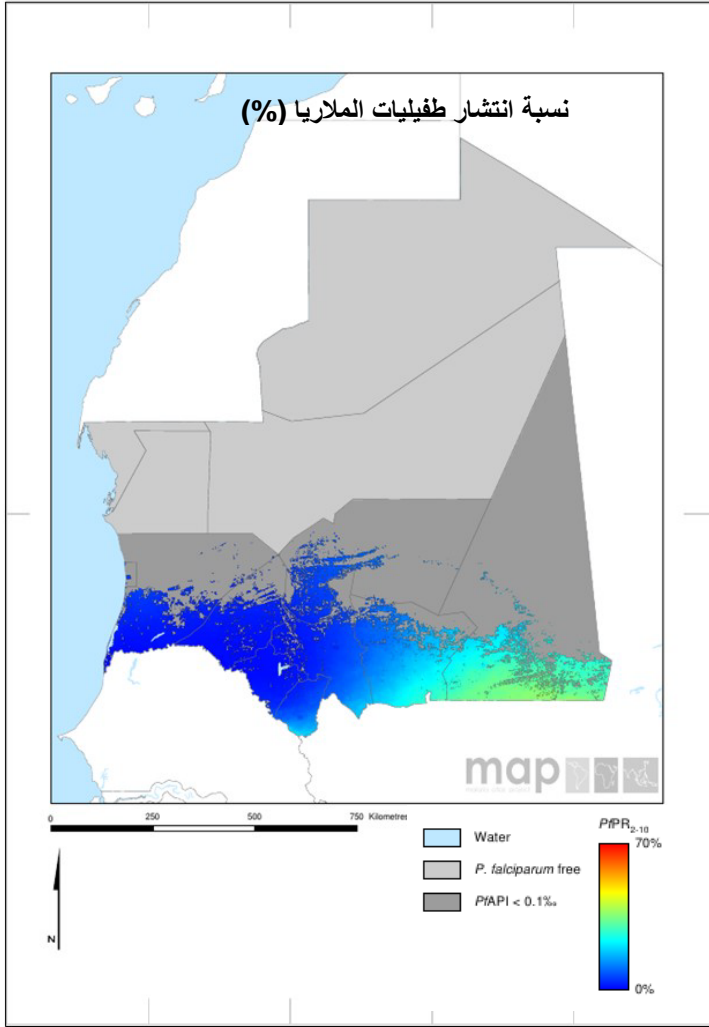 نسبة انتشار طفيليات الملاريا (%)
map
0 250 500 750 Kilometres
Water
P. falciparum free
PfAPI < 0.1‰
PfPR2-10
70%
0%
N